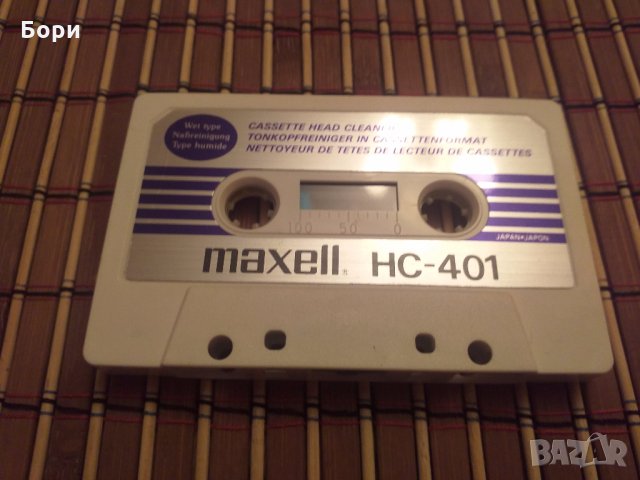 Бори
Wet type
Naßreinigung
Type humide
CASSETTE HEAD CLEANER
TONKOPFREINIGER IN CASSETTENFORMAT
NETTOYEUR DE TETES DE LECTEUR DE CASSETTES
100 50 0
JAPAN•JAPON
maxell HC-401
BAZAR